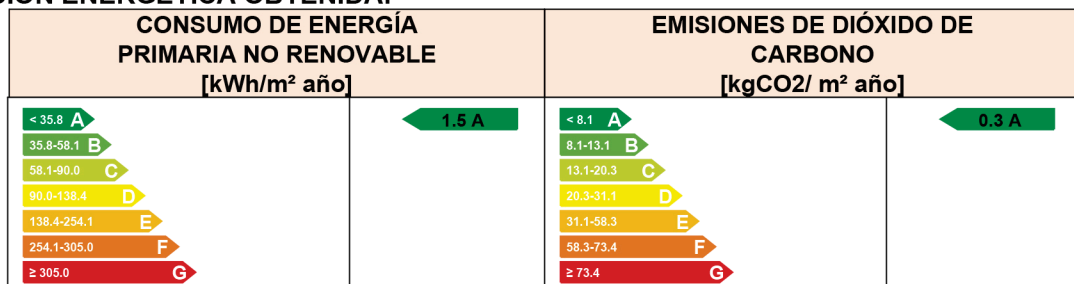 CONSUMO DE ENERGÍA
PRIMARIA NO RENOVABLE
[kWh/m² año]
EMISIONES DE DIÓXIDO DE
CARBONO
[kgCO2/ m² año]
< 35.8 A
35.8-58.1 B
58.1-90.0 C
90.0-138.4 D
138.4-254.1 E
254.1-305.0 F
≥ 305.0 G
1.5 A
< 8.1 A
8.1-13.1 B
13.1-20.3 C
20.3-31.1 D
31.1-58.3 E
58.3-73.4 F
≥ 73.4 G
0.3 A